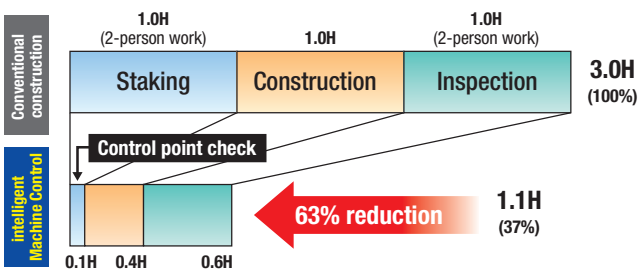 1.0H
(2-person work)
1.0H
1.0H
(2-person work)
Conventional
construction
Staking
Construction
Inspection
3.0H
(100%)
Control point check
intelligent
Machine Control
63% reduction
1.1H
(37%)
0.1H
0.4H
0.6H